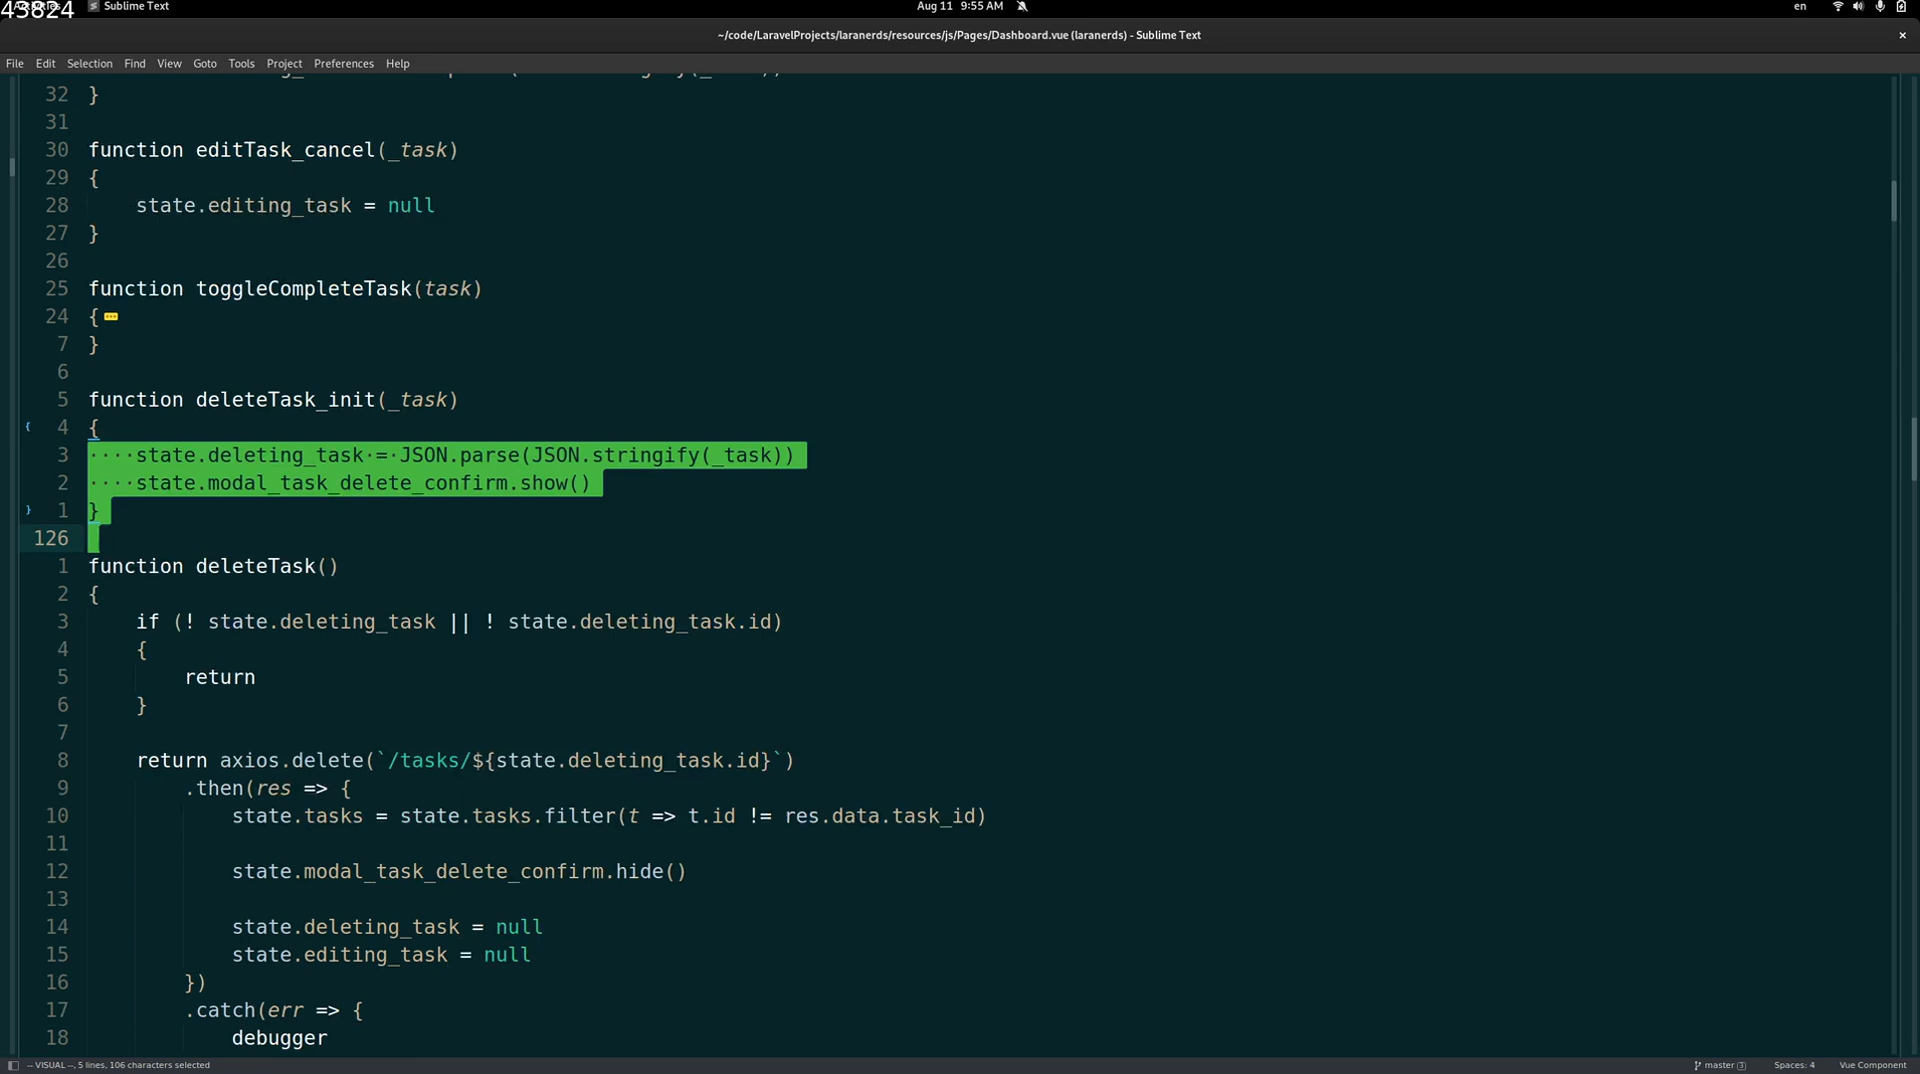 43824
Sublime Text
Aug 11 9:55 AM
en
~/code/LaravelProjects/laranerds/resources/js/Pages/Dashboard.vue (laranerds) - Sublime Text
File Edit Selection Find View Goto Tools Project Preferences Help
32 }
31
30 function editTask_cancel(_task)
29 {
28     state.editing_task = null
27 }
26
25 function toggleCompleteTask(task)
24 {
7 }
6
5 function deleteTask_init(_task)
4 {
3 ····state.deleting_task·=·JSON.parse(JSON.stringify(_task))
2 ····state.modal_task_delete_confirm.show()
1 }
126
1 function deleteTask()
2 {
3     if (! state.deleting_task || ! state.deleting_task.id)
4     {
5         return
6     }
7
8     return axios.delete(`/tasks/${state.deleting_task.id}`)
9         .then(res => {
10             state.tasks = state.tasks.filter(t => t.id != res.data.task_id)
11
12             state.modal_task_delete_confirm.hide()
13
14             state.deleting_task = null
15             state.editing_task = null
16         })
17         .catch(err => {
18             debugger
-- VISUAL --, 5 lines, 106 characters selected
master 3
Spaces: 4
Vue Component